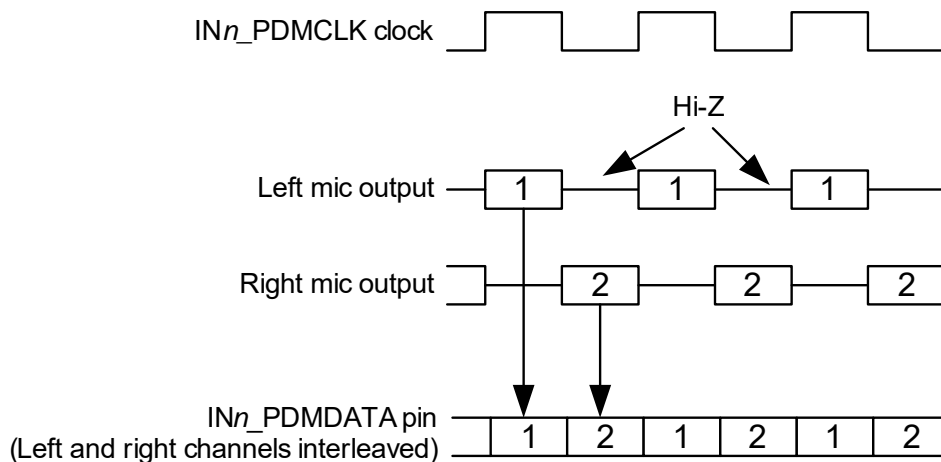 INn_PDMCLK clock
Hi-Z
Left mic output
1 1 1
Right mic output
2 2 2
INn_PDMDATA pin
(Left and right channels interleaved)
1 2 1 2 1 2